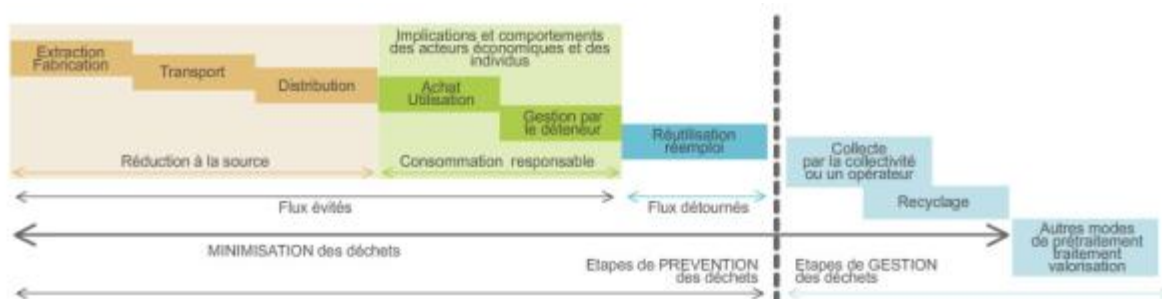 Implications et comportements
des acteurs économiques et des
individus
Extraction
Fabrication
Transport
Distribution
Achat
Utilisation
Gestion par
le déteneur
Réutilisation
réemploi
Collecte
par la collectivité
ou un opérateur
Recyclage
Autres modes
de prétraitement
traitement
valorisation
Réduction à la source
Consommation responsable
Flux évités
Flux détournés
MINIMISATION des déchets
Etapes de PREVENTION
des déchets
Etapes de GESTION
des déchets